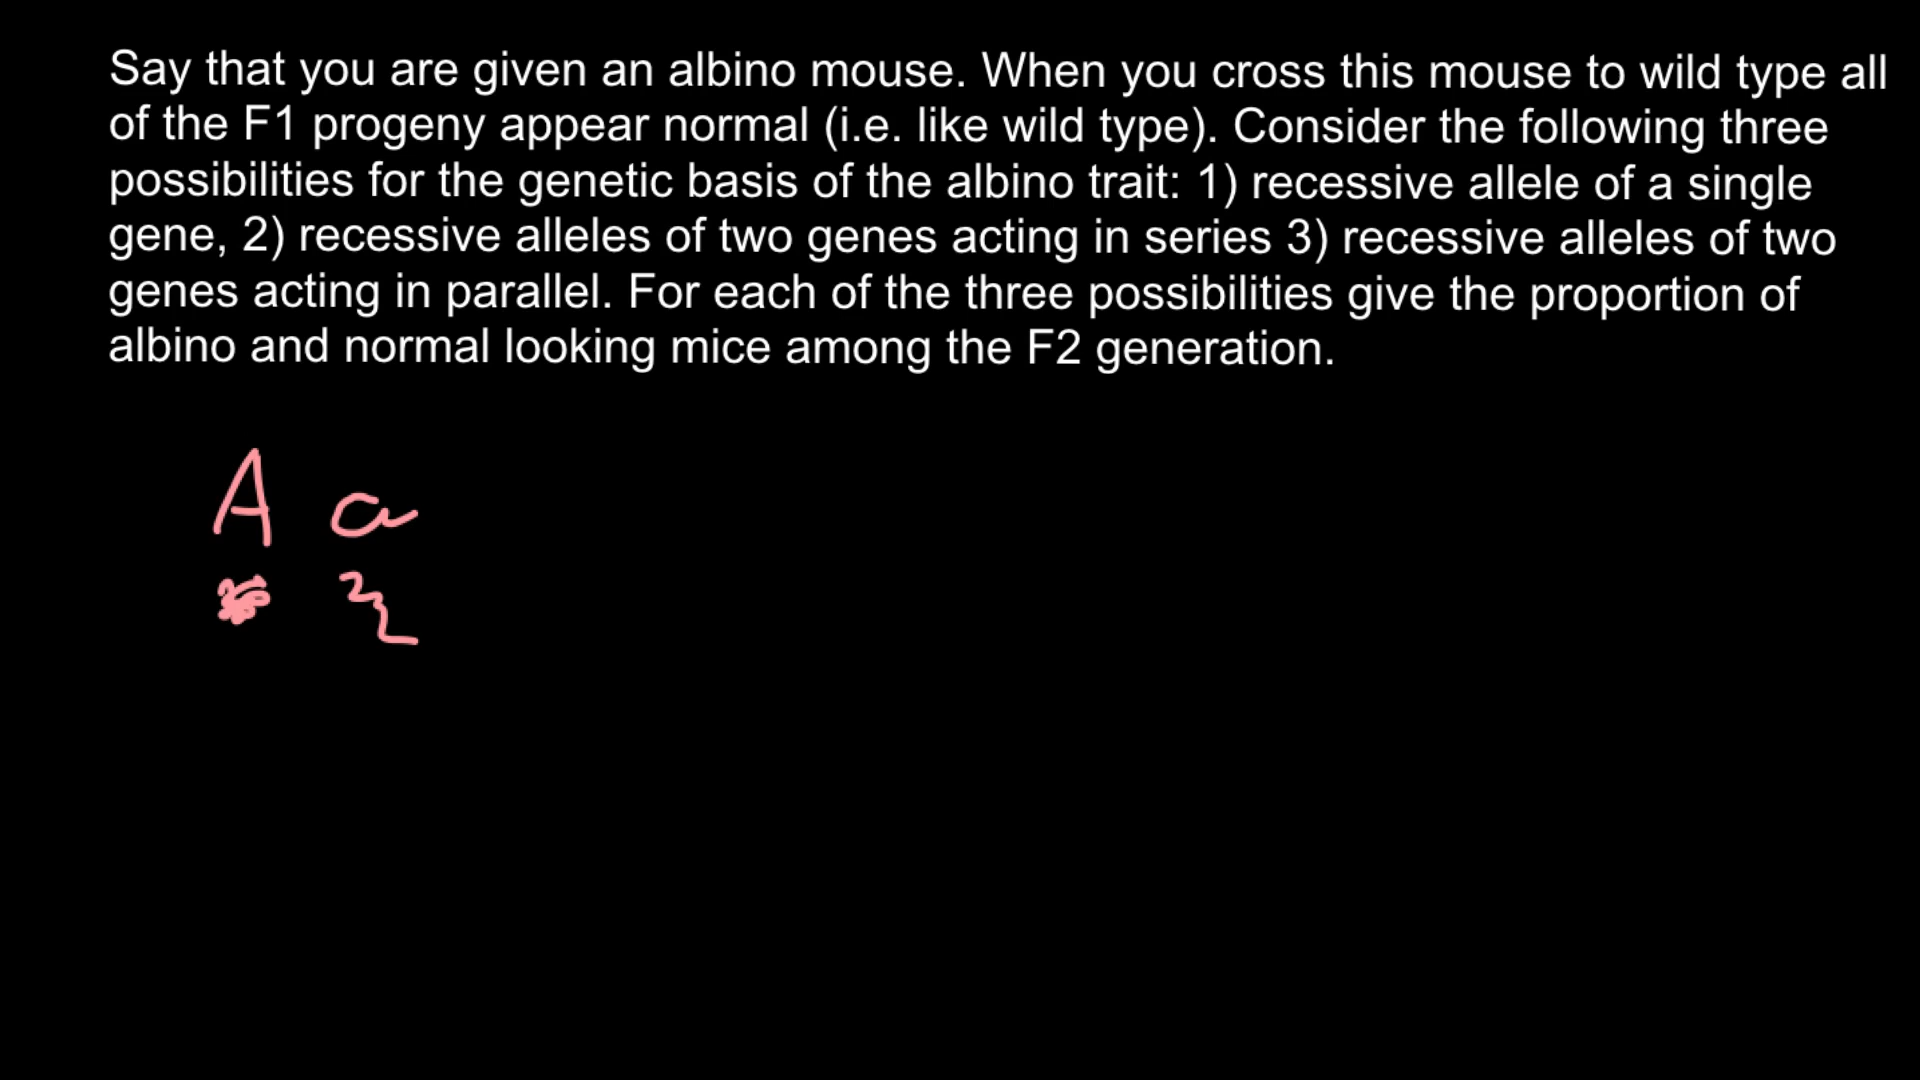 Say that you are given an albino mouse. When you cross this mouse to wild type all
of the F1 progeny appear normal (i.e. like wild type). Consider the following three
possibilities for the genetic basis of the albino trait: 1) recessive allele of a single
gene, 2) recessive alleles of two genes acting in series 3) recessive alleles of two
genes acting in parallel. For each of the three possibilities give the proportion of
albino and normal looking mice among the F2 generation.
A a